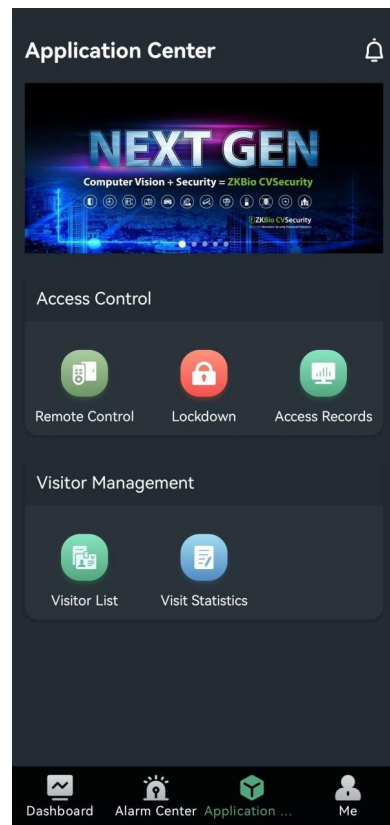 Application Center
NEXT GEN
Computer Vision + Security = ZKBio CVSecurity
ZKBio CVSecurity
Access Control
Remote Control
Lockdown
Access Records
Visitor Management
Visitor List
Visit Statistics
Dashboard
Alarm Center
Application ...
Me